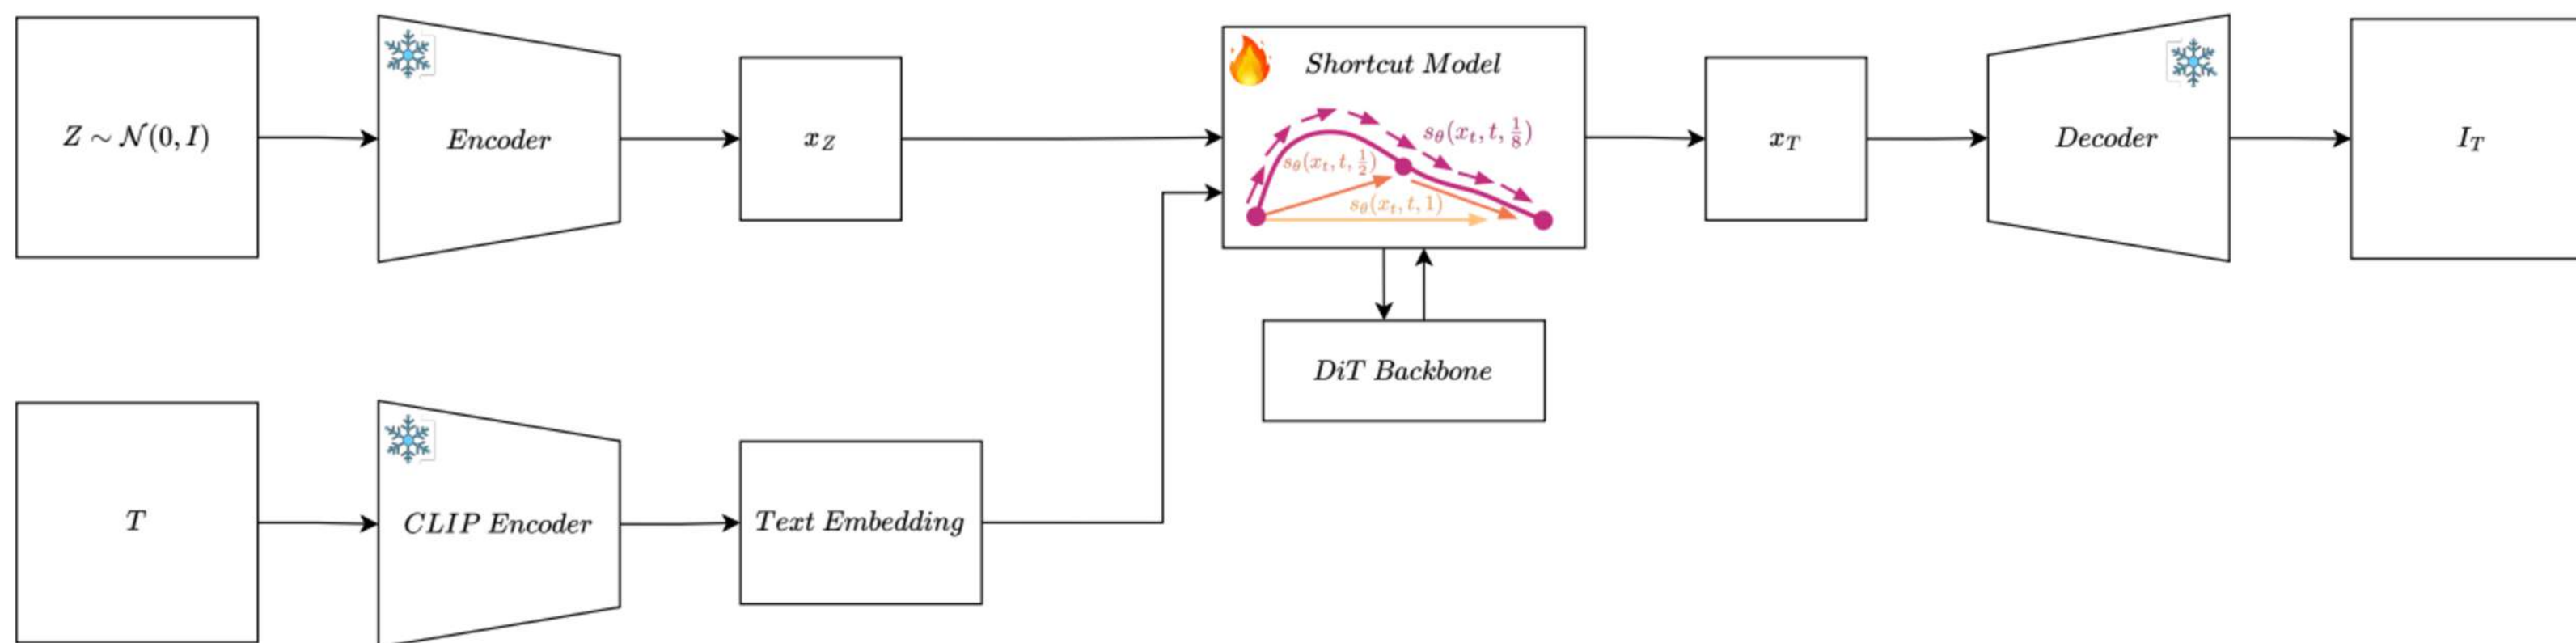 Z ∼ 𝒩(0, I)
Encoder
x_Z
Shortcut Model
s_θ(x_t, t, 1/8)
s_θ(x_t, t, 1/2)
s_θ(x_t, t, 1)
x_T
Decoder
I_T
DiT Backbone
T
CLIP Encoder
Text Embedding